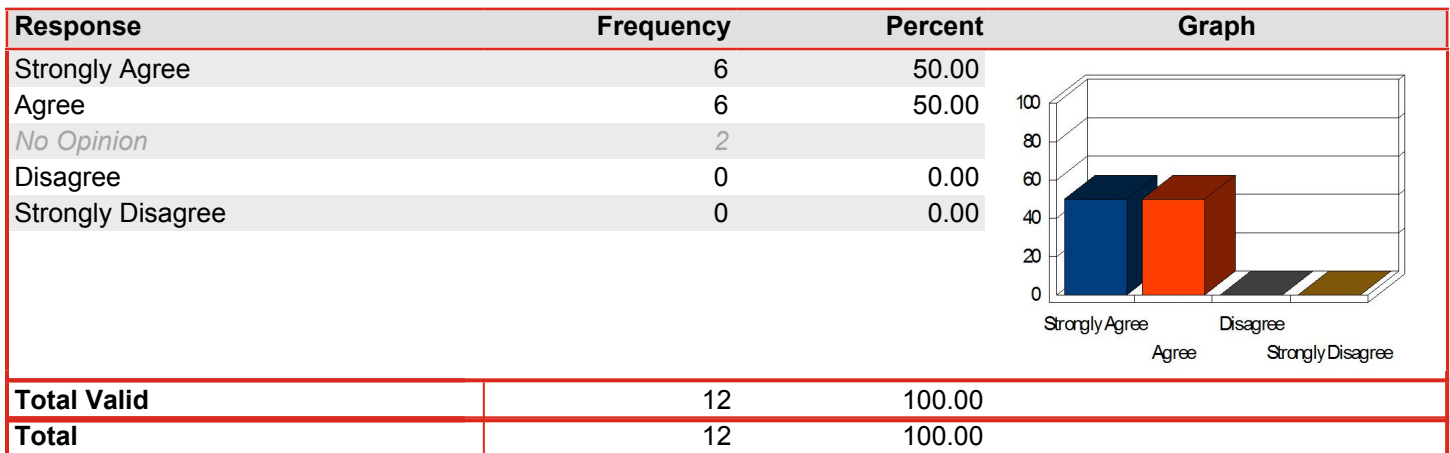 Response Frequency Percent Graph
Strongly Agree 6 50.00
Agree 6 50.00
No Opinion 2
Disagree 0 0.00
Strongly Disagree 0 0.00
100
80
60
40
20
0
Strongly Agree Disagree
Agree Strongly Disagree
Total Valid 12 100.00
Total 12 100.00